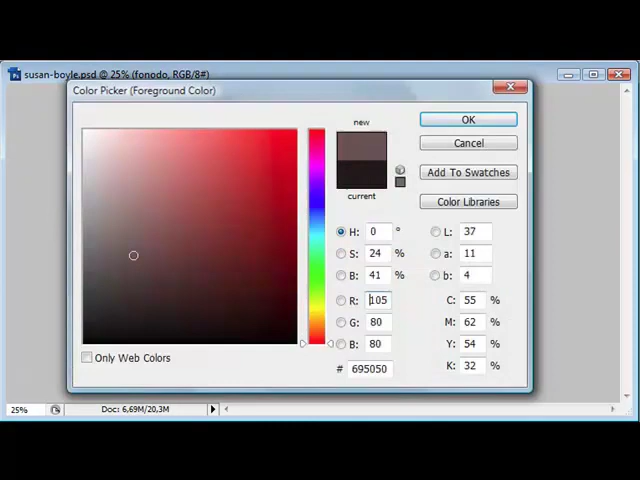 susan-boyle.psd @ 25% (fonodo, RGB/8#)
Color Picker (Foreground Color)
new
current
OK
Cancel
Add To Swatches
Color Libraries
H: 0 °
S: 24 %
B: 41 %
R: 105
G: 80
B: 80
# 695050
L: 37
a: 11
b: 4
C: 55 %
M: 62 %
Y: 54 %
K: 32 %
Only Web Colors
25%
Doc: 6,69M/20,3M